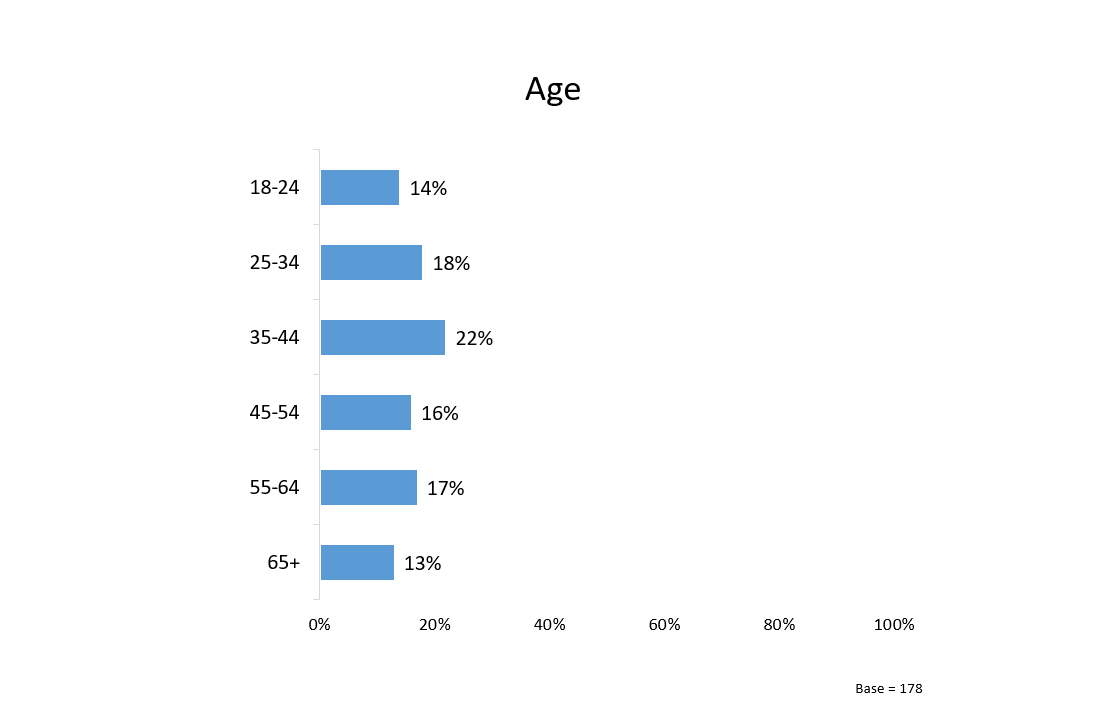 Age
18-24 14%
25-34 18%
35-44 22%
45-54 16%
55-64 17%
65+ 13%
0% 20% 40% 60% 80% 100%
Base = 178